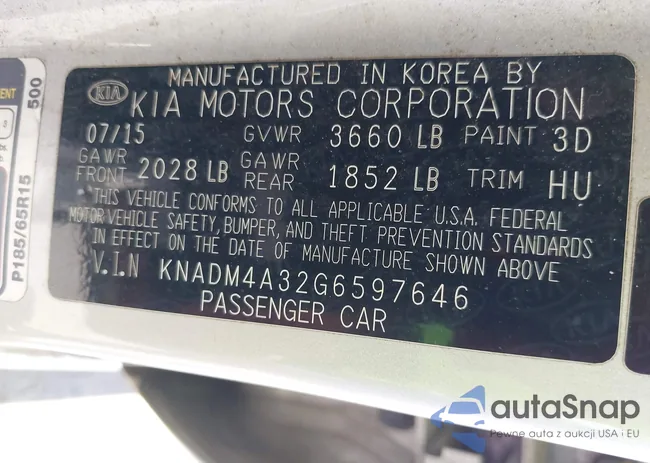 MANUFACTURED IN KOREA BY
KIA KIA MOTORS CORPORATION
07/15 GVWR 3660 LB PAINT 3D
GAWR FRONT 2028 LB GAWR REAR 1852 LB TRIM HU
*THIS VEHICLE CONFORMS TO ALL APPLICABLE U.S.A. FEDERAL
MOTOR VEHICLE SAFETY, BUMPER, AND THEFT PREVENTION STANDARDS
IN EFFECT ON THE DATE OF MANUFACTURE SHOWN ABOVE
V.I.N KNADM4A32G6597646
PASSENGER CAR
500
P185/65R15
autoSnap
Pewne auta z aukcji USA i EU